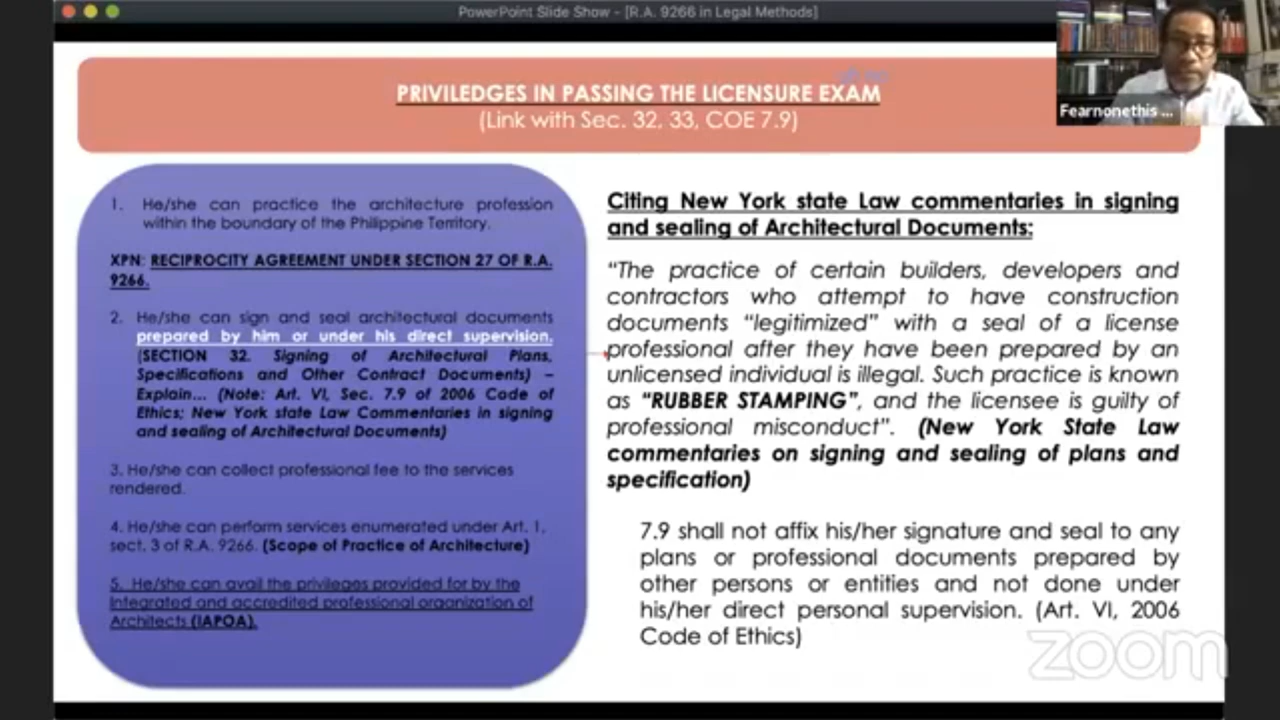 PowerPoint Slide Show - [R.A. 9266 in Legal Methods]
PRIVILEDGES IN PASSING THE LICENSURE EXAM
(Link with Sec. 32, 33, COE 7.9)
Fearnonethis ...
1. He/she can practice the architecture profession
within the boundary of the Philippine Territory.
XPN: RECIPROCITY AGREEMENT UNDER SECTION 27 OF R.A.
9266.
2. He/she can sign and seal architectural documents
prepared by him or under his direct supervision.
(SECTION 32. Signing of Architectural Plans,
Specifications and Other Contract Documents) –
Explain... (Note: Art. VI, Sec. 7.9 of 2006 Code of
Ethics; New York state Law Commentaries in signing
and sealing of Architectural Documents)
3. He/she can collect professional fee to the services
rendered.
4. He/she can perform services enumerated under Art. 1,
sect. 3 of R.A. 9266. (Scope of Practice of Architecture)
5. He/she can avail the privileges provided for by the
Integrated and accredited professional organization of
Architects (IAPOA).
Citing New York state Law commentaries in signing
and sealing of Architectural Documents:
“The practice of certain builders, developers and
contractors who attempt to have construction
documents “legitimized” with a seal of a license
professional after they have been prepared by an
unlicensed individual is illegal. Such practice is known
as “RUBBER STAMPING”, and the licensee is guilty of
professional misconduct”. (New York State Law
commentaries on signing and sealing of plans and
specification)
7.9 shall not affix his/her signature and seal to any
plans or professional documents prepared by
other persons or entities and not done under
his/her direct personal supervision. (Art. VI, 2006
Code of Ethics)
zoom